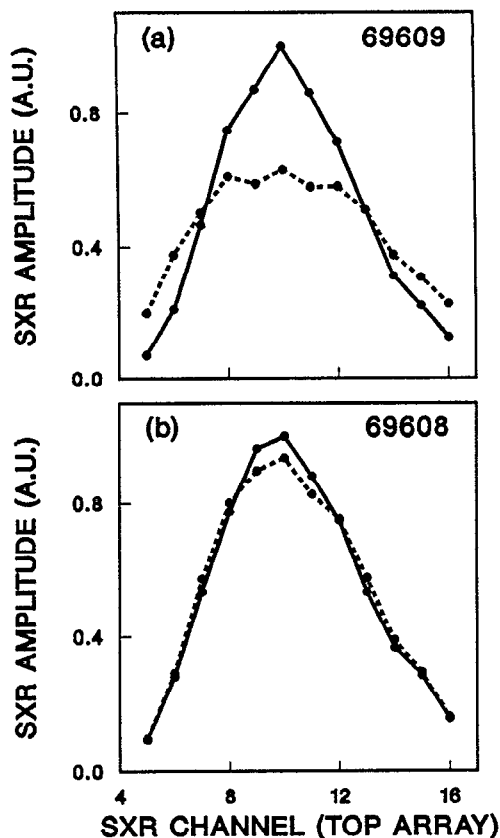 (a) 69609
SXR AMPLITUDE (A.U.)
0.8
0.4
0.0
(b) 69608
SXR AMPLITUDE (A.U.)
0.8
0.4
0.0
4 8 12 16
SXR CHANNEL (TOP ARRAY)